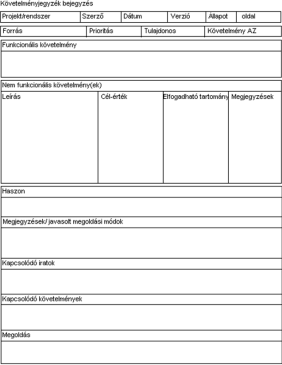 Követelményjegyzék bejegyzés
Projekt/rendszer Szerző Dátum Verzió Állapot oldal
Forrás Prioritás Tulajdonos Követelmény AZ
Funkcionális követelmény
Nem funkcionális követelmény(ek)
Leírás Cél-érték Elfogadható tartomány Megjegyzések
Haszon
Megjegyzések/ javasolt megoldási módok
Kapcsolódó iratok
Kapcsolódó követelmények
Megoldás